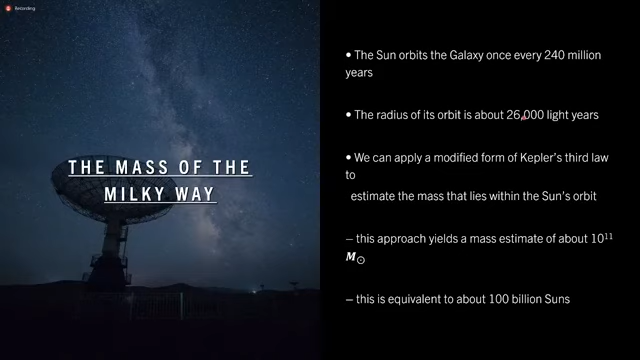 Recording
THE MASS OF THE
MILKY WAY
• The Sun orbits the Galaxy once every 240 million
years
• The radius of its orbit is about 26,000 light years
• We can apply a modified form of Kepler's third law
to
estimate the mass that lies within the Sun's orbit
– this approach yields a mass estimate of about 10¹¹
M☉
– this is equivalent to about 100 billion Suns